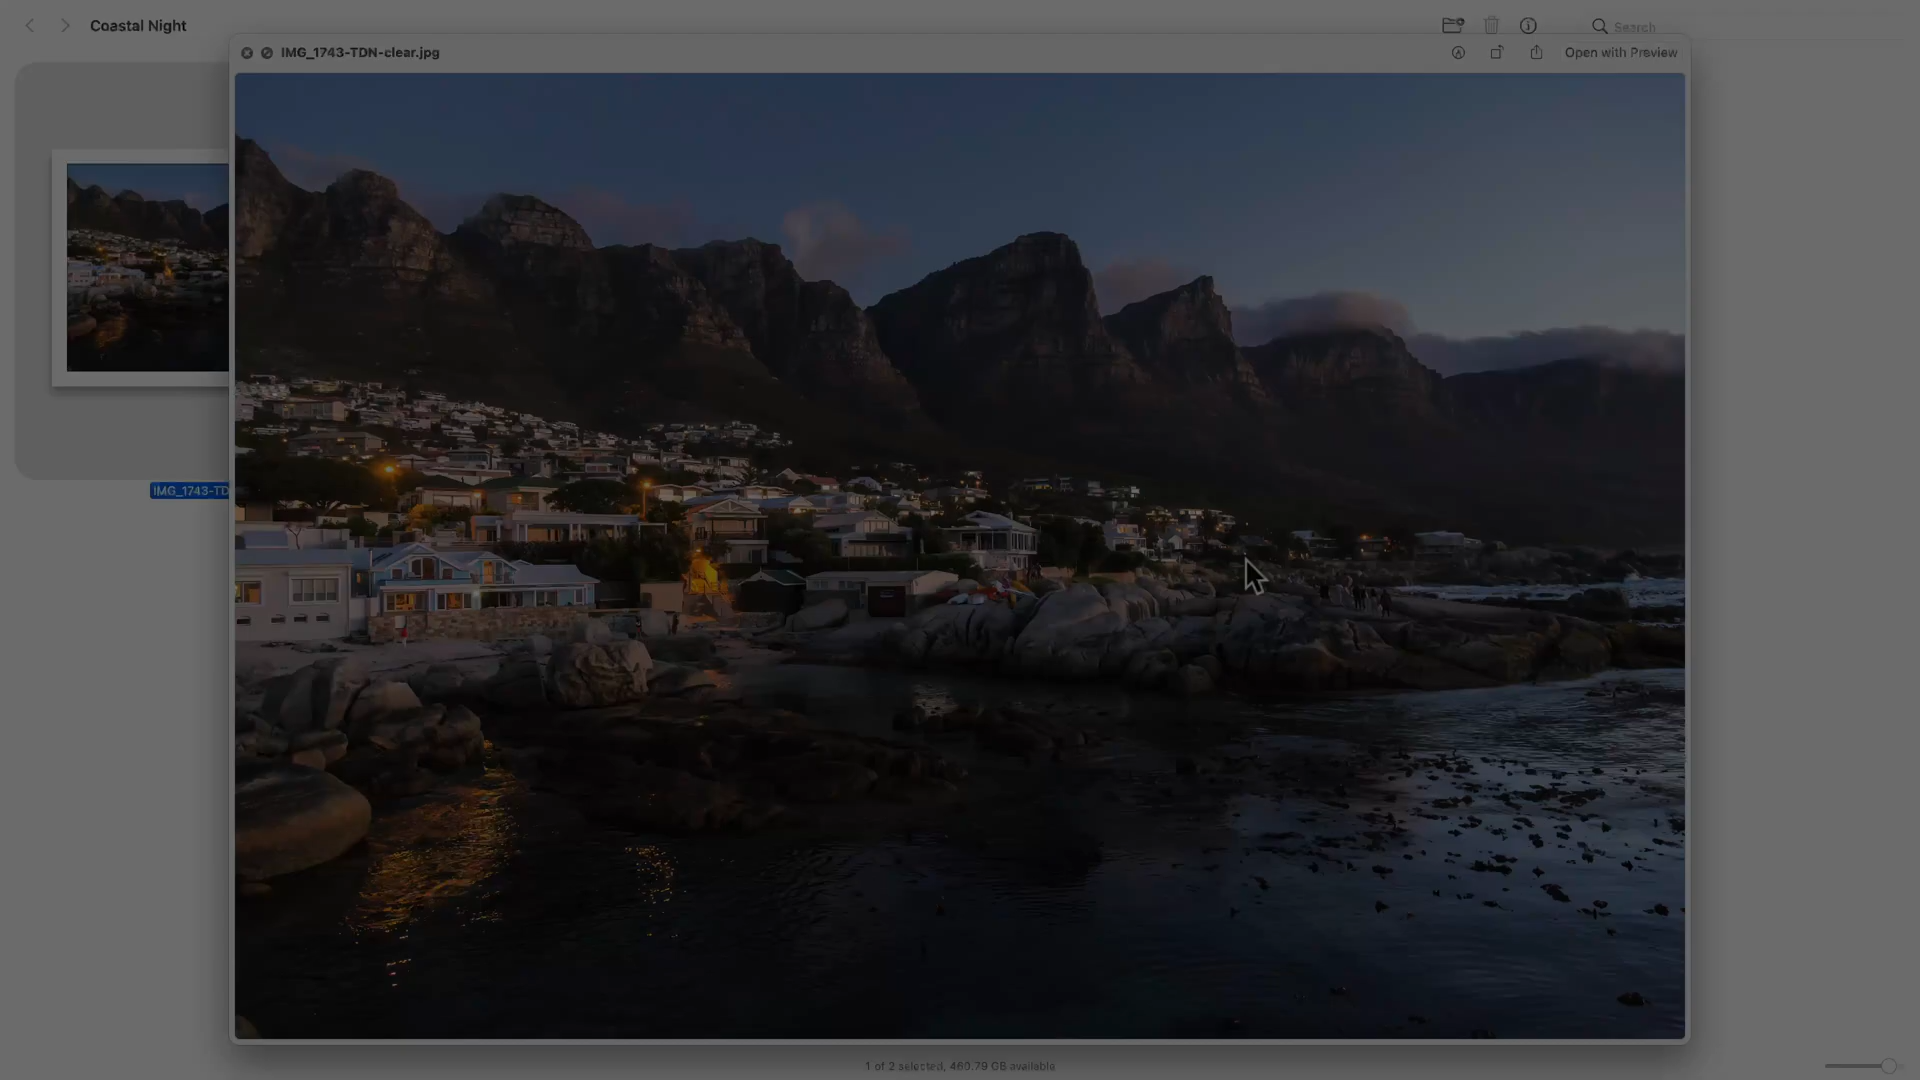 Coastal Night
Search
IMG_1743-TDN-clear.jpg
Open with Preview
IMG_1743-TD
1 of 2 selected, 460.79 GB available